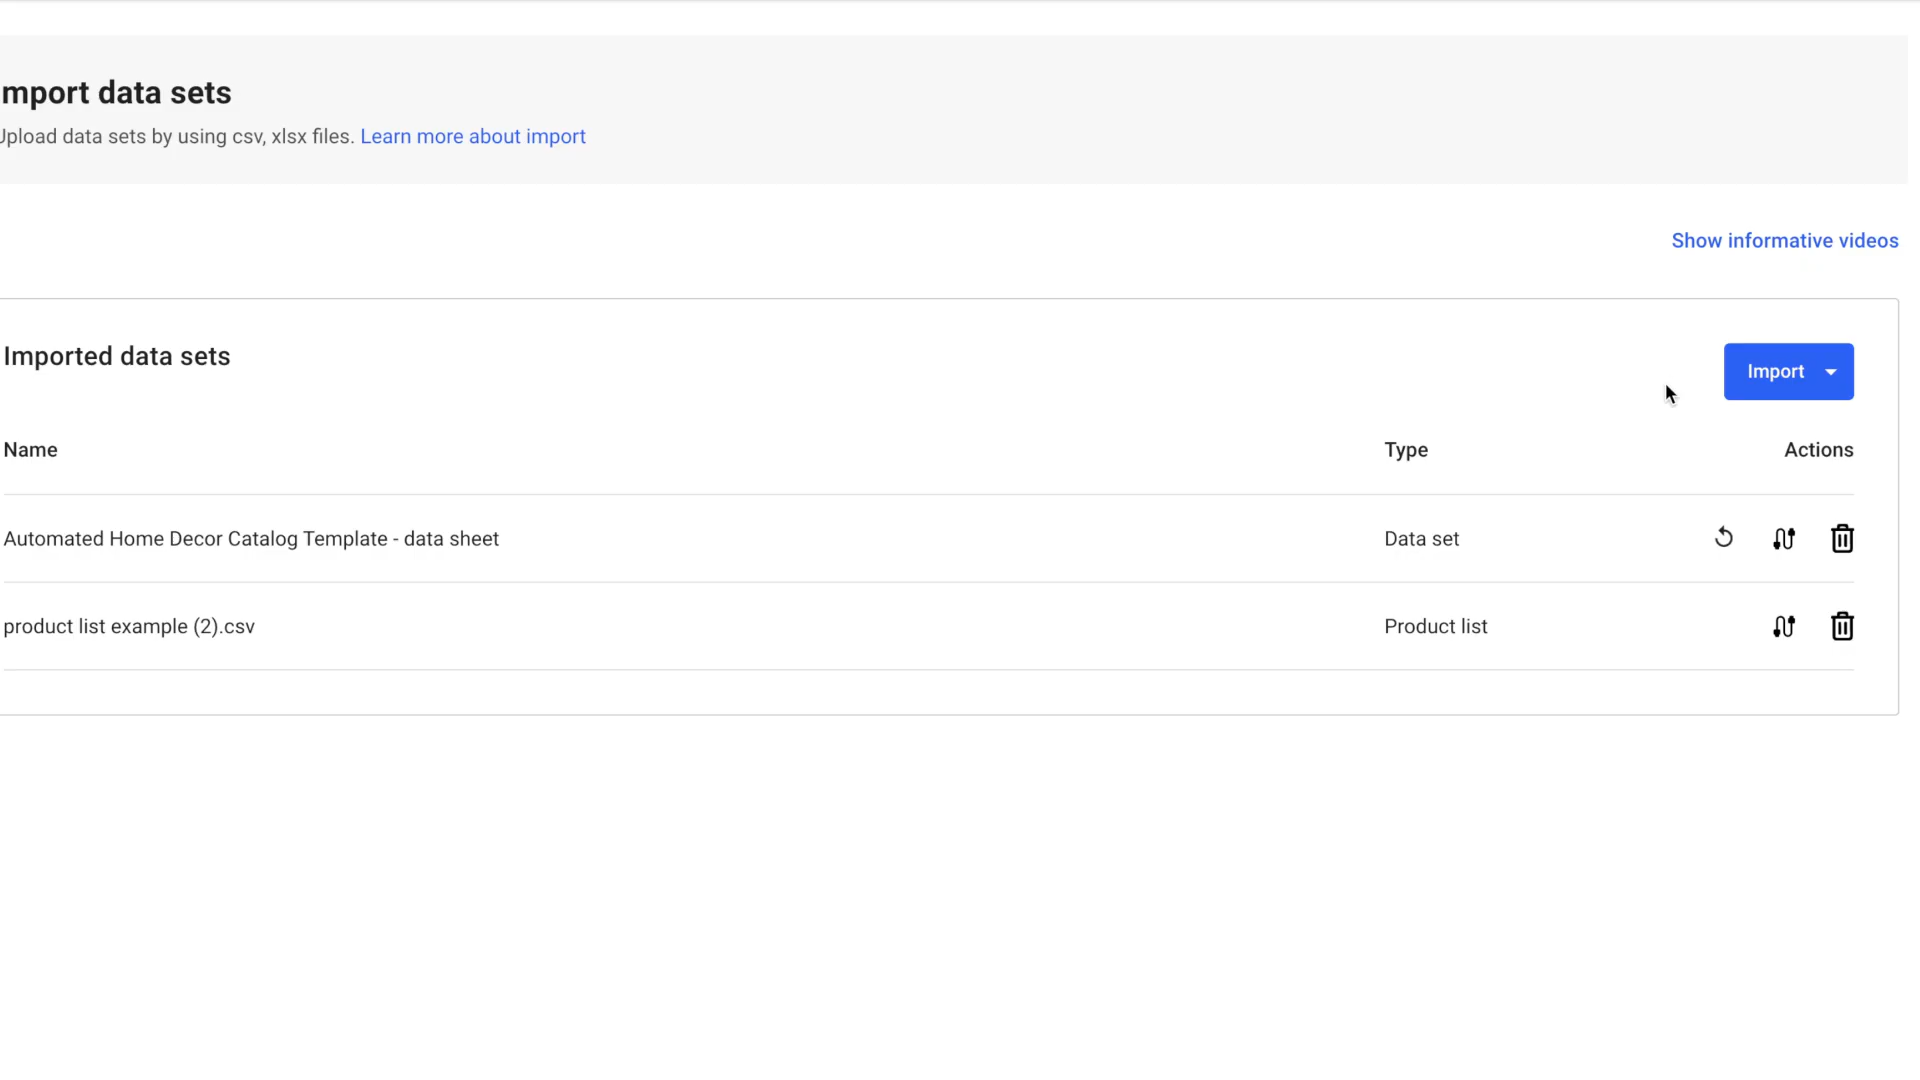 mport data sets
Upload data sets by using csv, xlsx files. Learn more about import
Show informative videos
Imported data sets
Import
Name Type Actions
Automated Home Decor Catalog Template - data sheet Data set
product list example (2).csv Product list